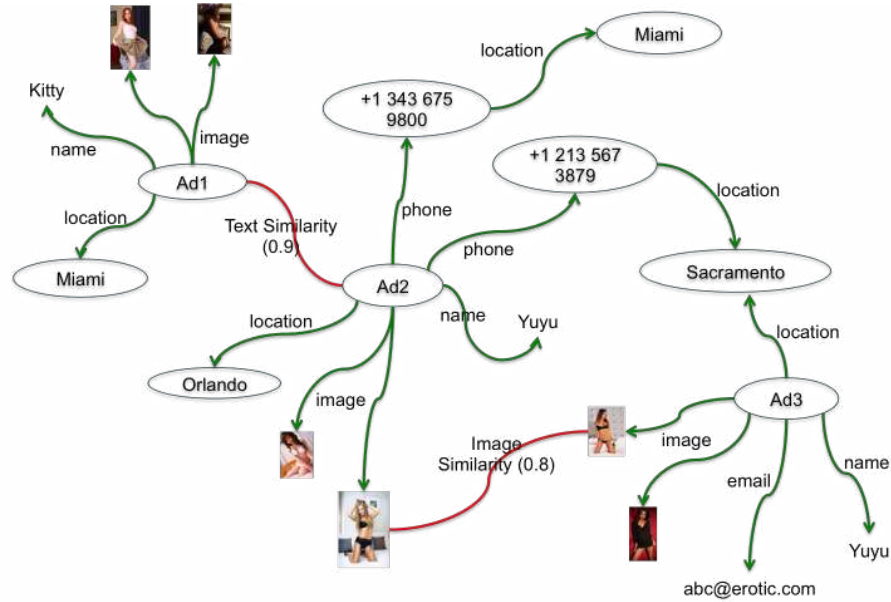 location
Miami
+1 343 675
9800
Kitty
name
image
+1 213 567
3879
Ad1
location
phone
location
Text Similarity
(0.9)
phone
Miami
Ad2
Sacramento
location
name
Yuyu
location
Orlando
image
Ad3
Image
Similarity (0.8)
image
email
name
Yuyu
abc@erotic.com